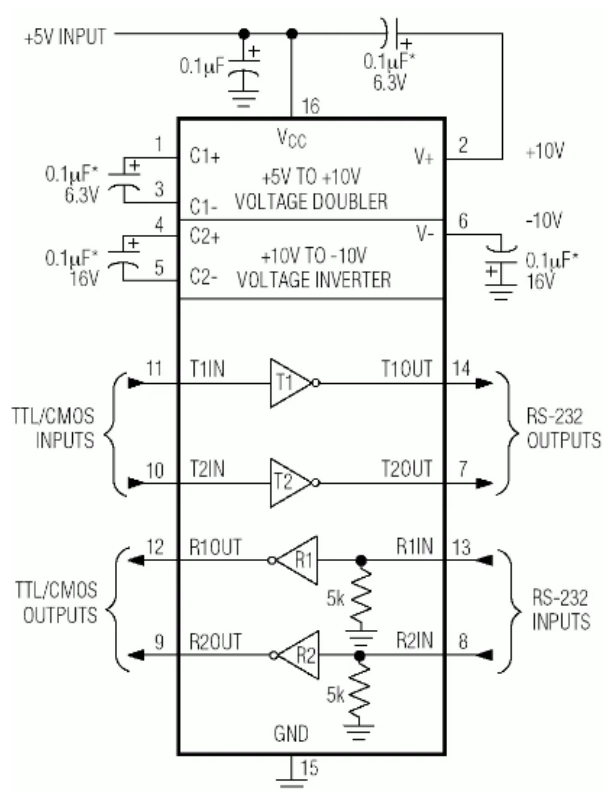 +5V INPUT
0.1µF
0.1µF*
6.3V
16
VCC
1
C1+
+5V TO +10V
VOLTAGE DOUBLER
V+
2
+10V
0.1µF*
6.3V
3
C1-
4
C2+
+10V TO -10V
VOLTAGE INVERTER
V-
6
-10V
0.1µF*
16V
5
C2-
0.1µF*
16V
11
T1IN
T1
T1OUT
14
TTL/CMOS
INPUTS
RS-232
OUTPUTS
10
T2IN
T2
T2OUT
7
12
R1OUT
R1
R1IN
13
5k
TTL/CMOS
OUTPUTS
RS-232
INPUTS
9
R2OUT
R2
R2IN
8
5k
GND
15